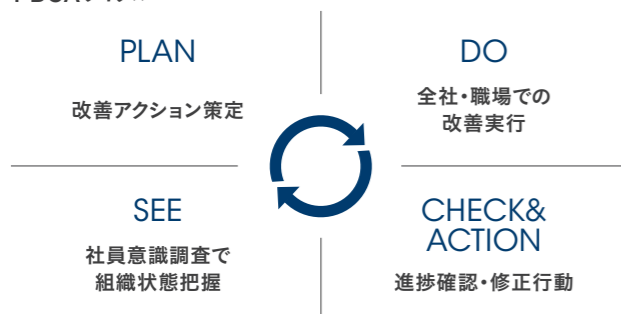 PLAN
改善アクション策定
DO
全社・職場での
改善実行
SEE
社員意識調査で
組織状態把握
CHECK&
ACTION
進捗確認・修正行動